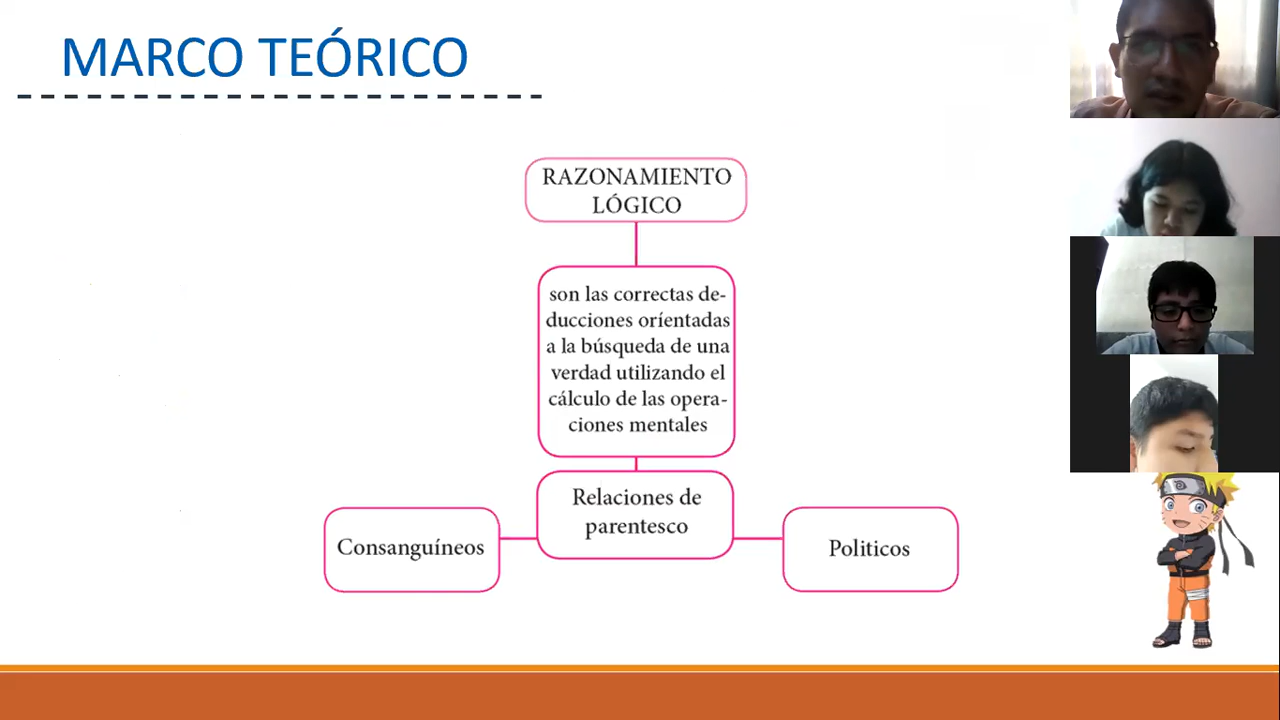 MARCO TEÓRICO
RAZONAMIENTO
LÓGICO
son las correctas de-
ducciones oríentadas
a la búsqueda de una
verdad utilizando el
cálculo de las opera-
ciones mentales
Relaciones de
parentesco
Consanguíneos
Politicos